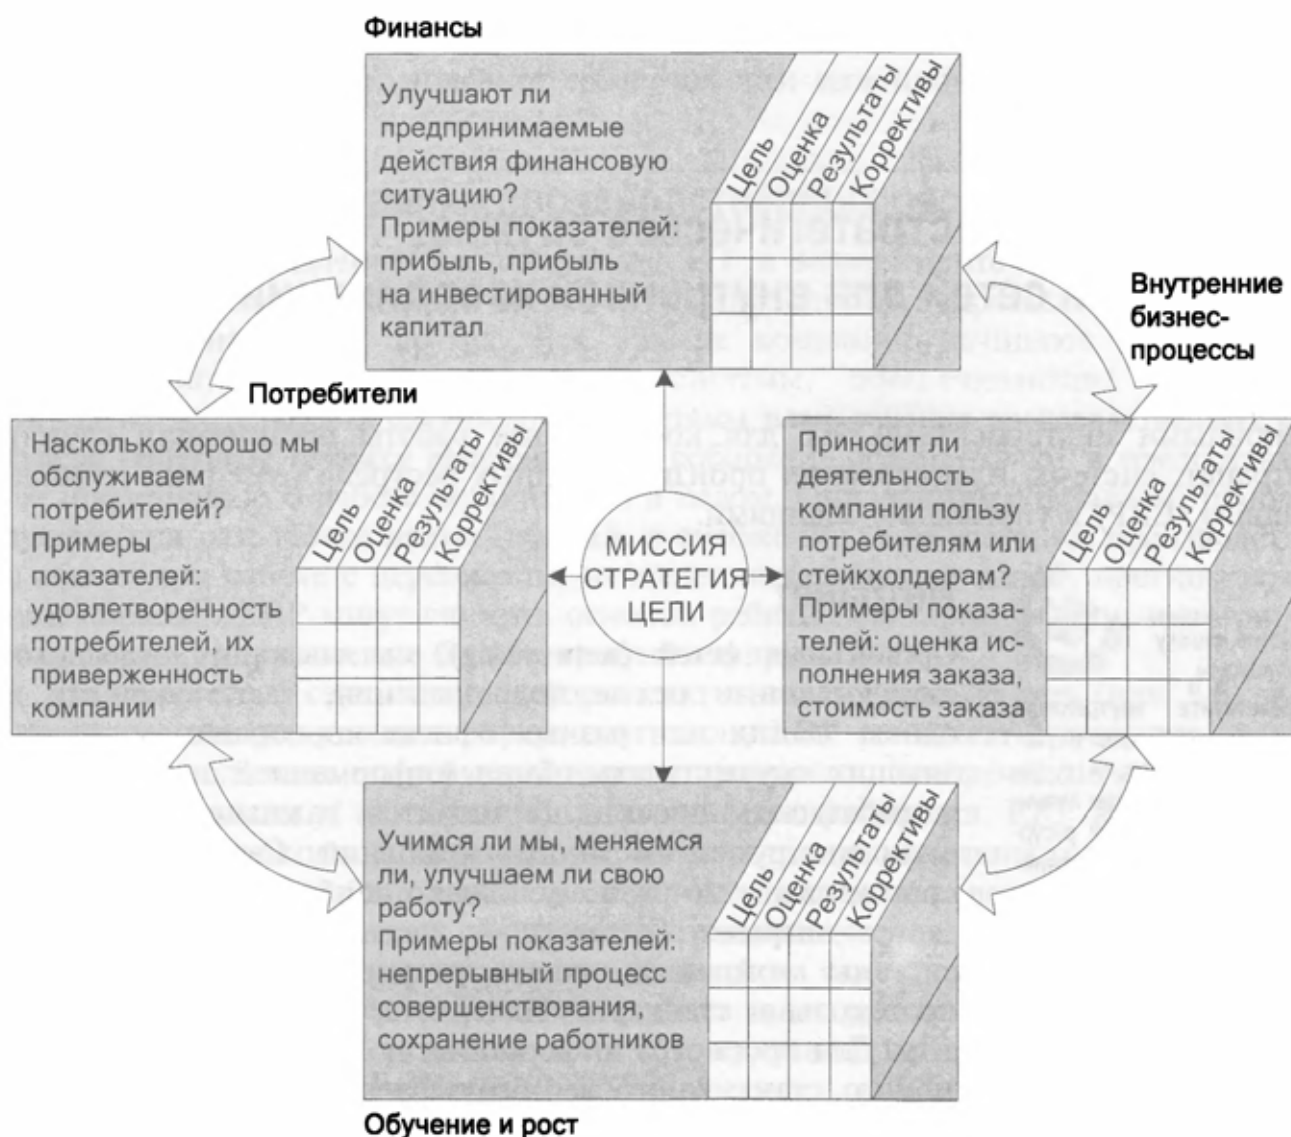 Финансы
Улучшают ли
предпринимаемые
действия финансовую
ситуацию?
Примеры показателей:
прибыль, прибыль
на инвестированный
капитал
Цель
Оценка
Результаты
Коррективы
Потребители
Насколько хорошо мы
обслуживаем
потребителей?
Примеры
показателей:
удовлетворенность
потребителей, их
приверженность
компании
Цель
Оценка
Результаты
Коррективы
МИССИЯ
СТРАТЕГИЯ
ЦЕЛИ
Внутренние
бизнес-
процессы
Приносит ли
деятельность
компании пользу
потребителям или
стейкхолдерам?
Примеры показа-
телей: оценка ис-
полнения заказа,
стоимость заказа
Цель
Оценка
Результаты
Коррективы
Учимся ли мы, меняемся
ли, улучшаем ли свою
работу?
Примеры показателей:
непрерывный процесс
совершенствования,
сохранение работников
Цель
Оценка
Результаты
Коррективы
Обучение и рост